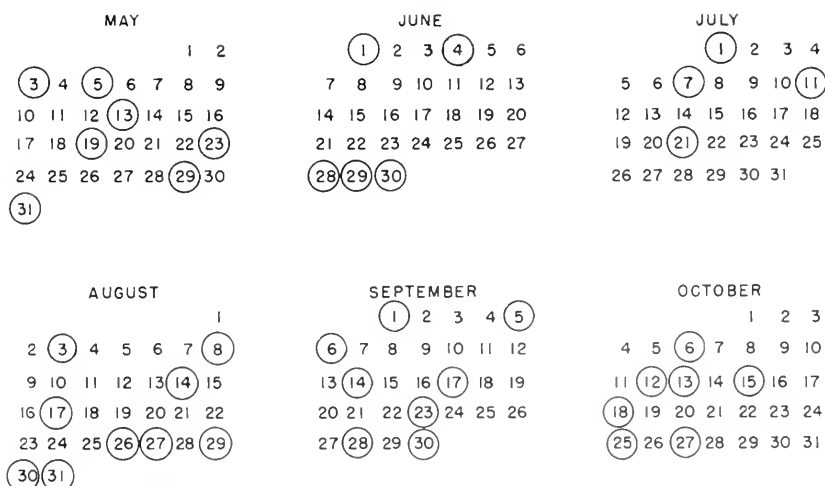 MAY
1 2
3 4 5 6 7 8 9
10 11 12 13 14 15 16
17 18 19 20 21 22 23
24 25 26 27 28 29 30
31
JUNE
1 2 3 4 5 6
7 8 9 10 11 12 13
14 15 16 17 18 19 20
21 22 23 24 25 26 27
28 29 30
JULY
1 2 3 4
5 6 7 8 9 10 11
12 13 14 15 16 17 18
19 20 21 22 23 24 25
26 27 28 29 30 31
AUGUST
1
2 3 4 5 6 7 8
9 10 11 12 13 14 15
16 17 18 19 20 21 22
23 24 25 26 27 28 29
30 31
SEPTEMBER
1 2 3 4 5
6 7 8 9 10 11 12
13 14 15 16 17 18 19
20 21 22 23 24 25 26
27 28 29 30
OCTOBER
1 2 3
4 5 6 7 8 9 10
11 12 13 14 15 16 17
18 19 20 21 22 23 24
25 26 27 28 29 30 31